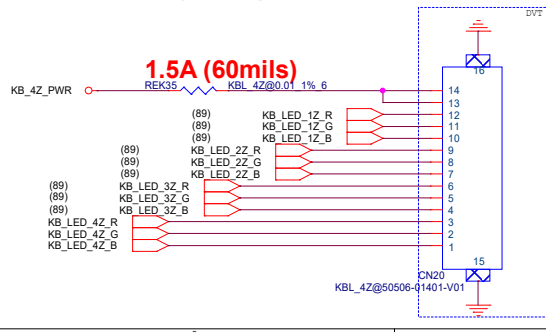 DVT
16
1.5A (60mils)
KB_4Z_PWR REK35 KBL_4Z@0.01_1%_6 14
13
(89) KB_LED_1Z_R 12
(89) KB_LED_1Z_G 11
(89) KB_LED_1Z_B 10
(89) KB_LED_2Z_R 9
(89) KB_LED_2Z_G 8
(89) KB_LED_2Z_B 7
(89) KB_LED_3Z_R 6
(89) KB_LED_3Z_G 5
(89) KB_LED_3Z_B 4
KB_LED_4Z_R 3
KB_LED_4Z_G 2
KB_LED_4Z_B 1
15
CN20
KBL_4Z@50506-01401-V01